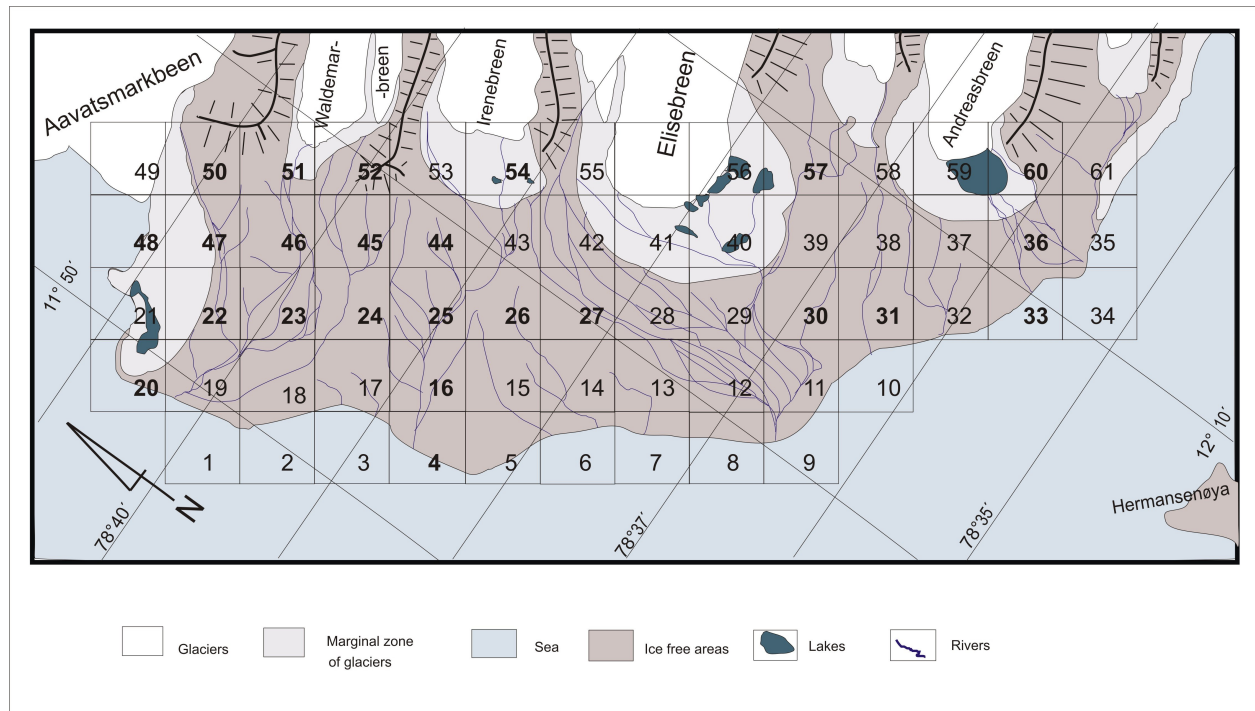 Aavatsmarkbeen
Waldemar-
-breen
Irenebreen
Elisebreen
Andreasbreen
49 50 51 52 53 54 55 56 57 58 59 60 61
48 47 46 45 44 43 42 41 40 39 38 37 36 35
11° 50´
21 22 23 24 25 26 27 28 29 30 31 32 33 34
20 19 18 17 16 15 14 13 12 11 10
1 2 3 4 5 6 7 8 9
N
78°40´
78°37´
78°35´
12° 10´
Hermansenøya
Glaciers
Marginal zone
of glaciers
Sea
Ice free areas
Lakes
Rivers